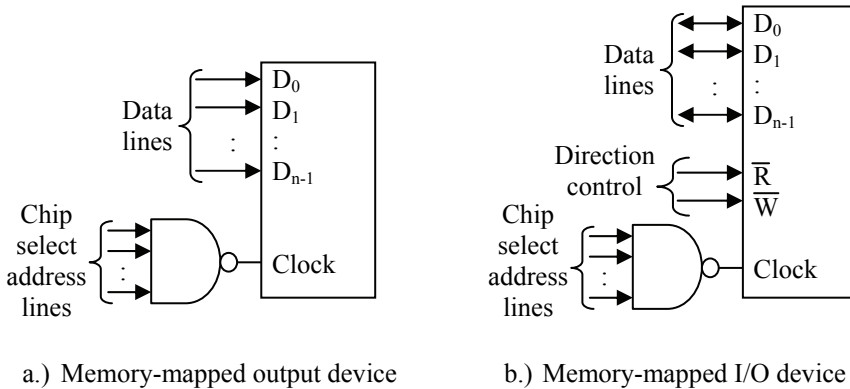 Data
lines
D₀
D₁
⋮
Dₙ₋₁
Chip
select
address
lines
Clock
a.) Memory-mapped output device
Data
lines
D₀
D₁
⋮
Dₙ₋₁
Direction
control
R̅
W̅
Chip
select
address
lines
Clock
b.) Memory-mapped I/O device